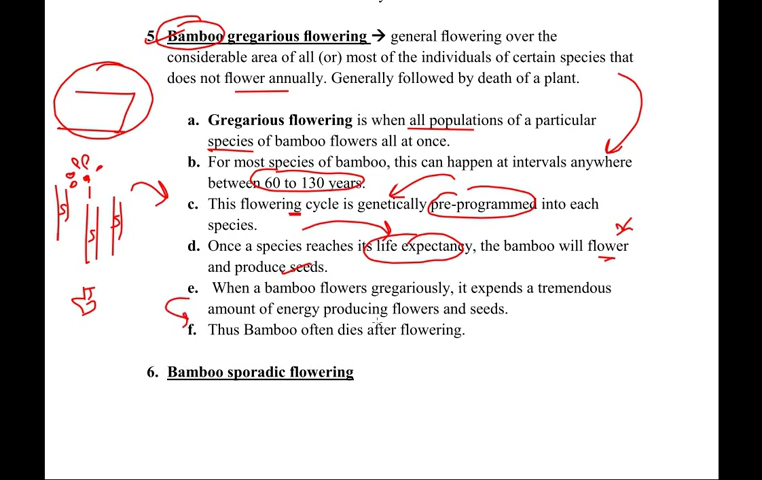 5. Bamboo gregarious flowering → general flowering over the
considerable area of all (or) most of the individuals of certain species that
does not flower annually. Generally followed by death of a plant.
a. Gregarious flowering is when all populations of a particular
species of bamboo flowers all at once.
b. For most species of bamboo, this can happen at intervals anywhere
between 60 to 130 years.
c. This flowering cycle is genetically pre-programmed into each
species.
d. Once a species reaches its life expectancy, the bamboo will flower
and produce seeds.
e. When a bamboo flowers gregariously, it expends a tremendous
amount of energy producing flowers and seeds.
f. Thus Bamboo often dies after flowering.
6. Bamboo sporadic flowering